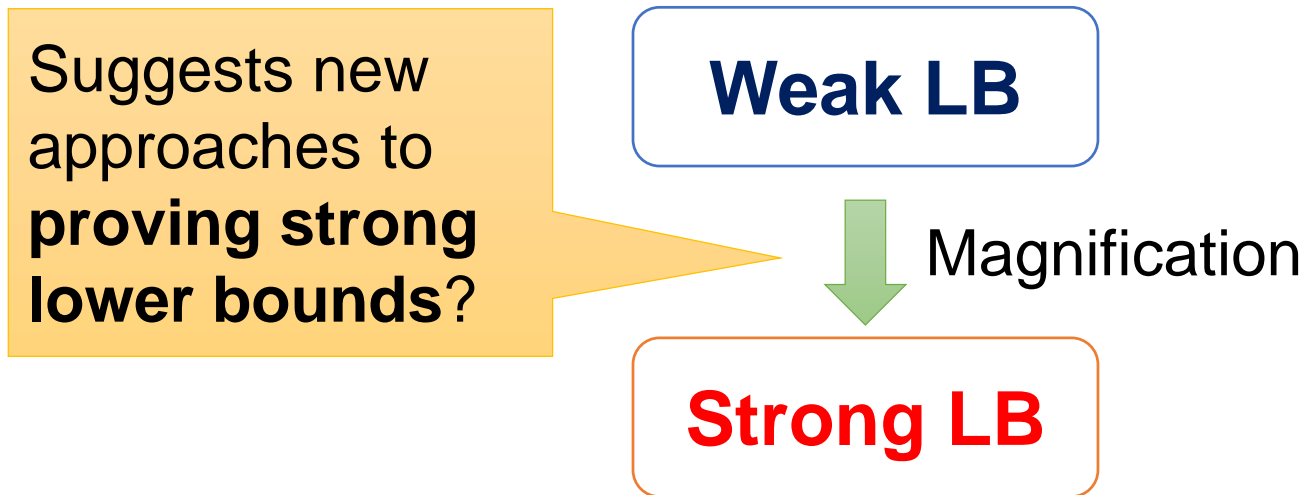 Suggests new
approaches to
proving strong
lower bounds?
Weak LB
Magnification
Strong LB